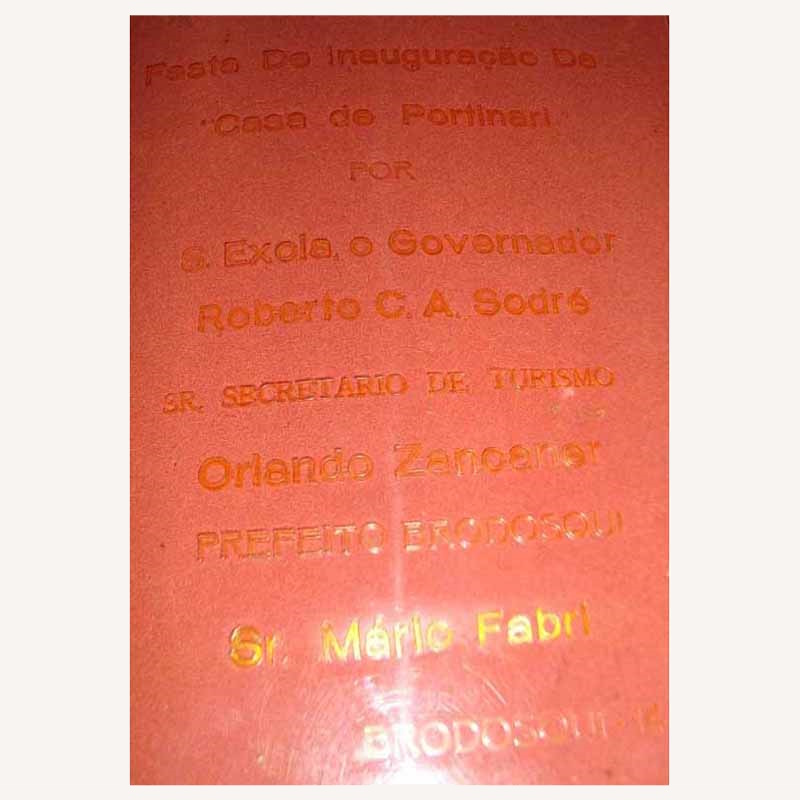 Festa De Inauguração Da
"Casa de Portinari"
POR
S. Excia. o Governador
Roberto C. A. Sodré
SR. SECRETARIO DE TURISMO
Orlando Zancaner
PREFEITO BRODOSQUI
Sr. Mário Fabri
BRODOSQUI-